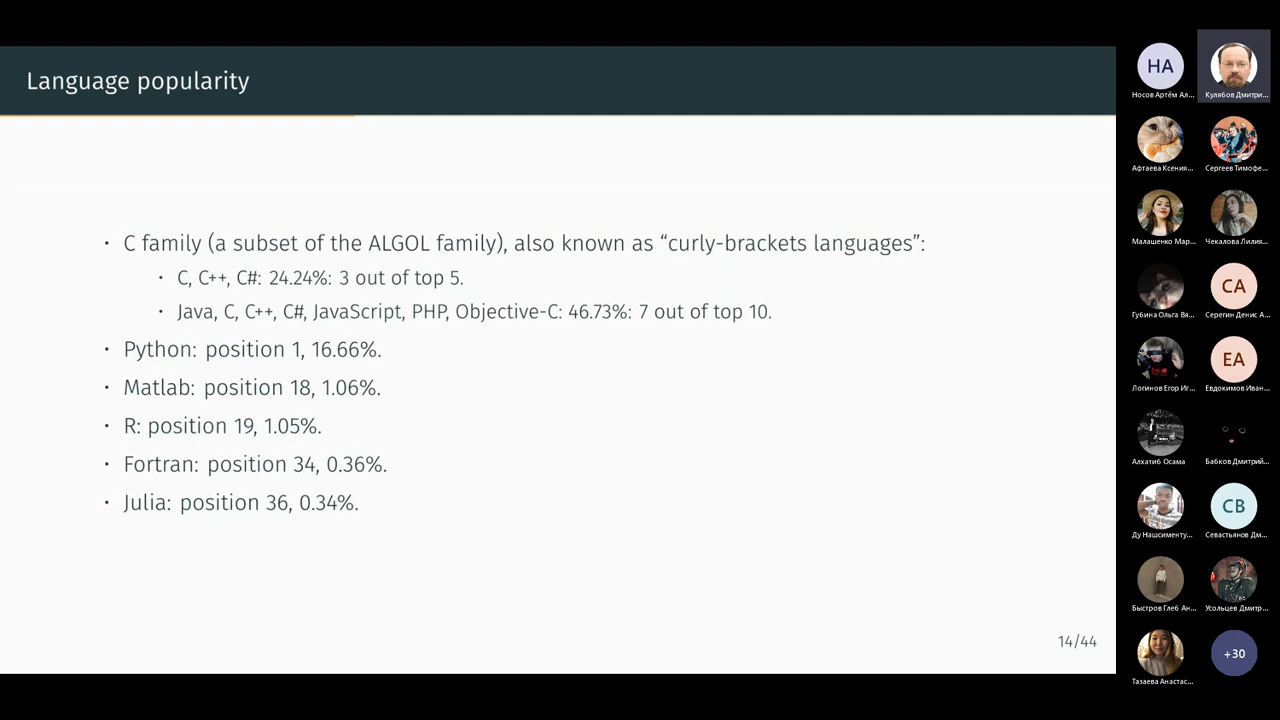 Language popularity
• C family (a subset of the ALGOL family), also known as “curly-brackets languages”:
• C, C++, C#: 24.24%: 3 out of top 5.
• Java, C, C++, C#, JavaScript, PHP, Objective-C: 46.73%: 7 out of top 10.
• Python: position 1, 16.66%.
• Matlab: position 18, 1.06%.
• R: position 19, 1.05%.
• Fortran: position 34, 0.36%.
• Julia: position 36, 0.34%.
14/44
НА
Носов Артём Ал...
Кулябов Дмитри...
Афтаева Ксения...
Сергеев Тимофе...
Малашенко Мар...
Чекалова Лилия...
Губина Ольга Вя...
СА
Серегин Денис А...
Логинов Егор Иг...
ЕА
Евдокимов Иван...
Алхатиб Осама
Бабков Дмитрий...
Ду Нашсименту...
СВ
Севастьянов Дм...
Быстров Глеб Ан...
Усольцев Дмитр...
Тазаева Анастас...
+30